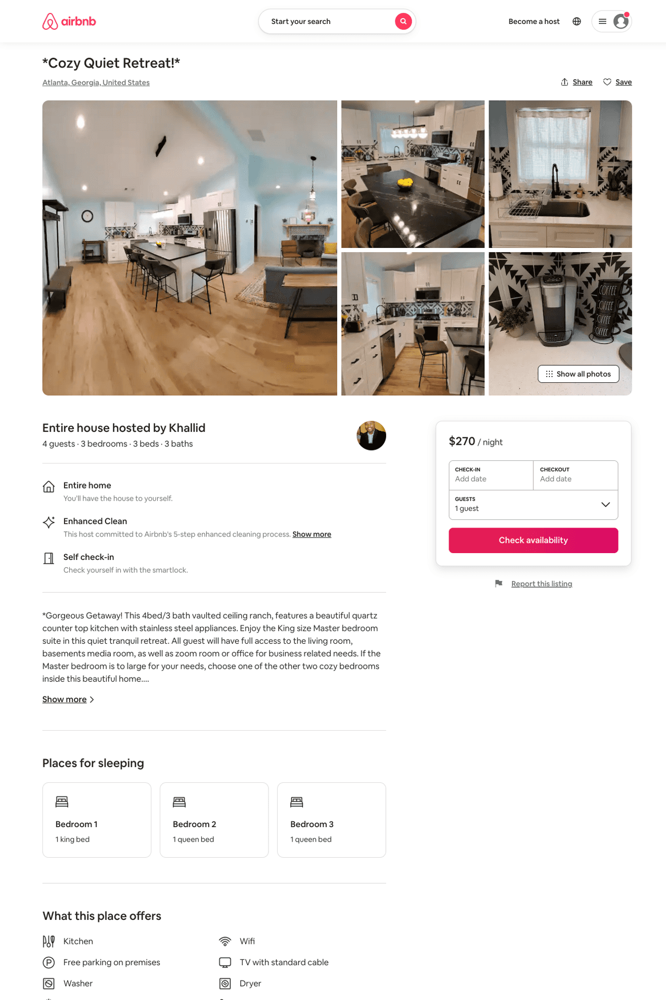 airbnb
Start your search
Become a host
*Cozy Quiet Retreat!*
Atlanta, Georgia, United States
Share
Save
COFFEE
COFFEE
COFFEE
COFFEE
Show all photos
Entire house hosted by Khallid
4 guests · 3 bedrooms · 3 beds · 3 baths
$270 / night
CHECK-IN
Add date
CHECKOUT
Add date
GUESTS
1 guest
Check availability
Report this listing
Entire home
You’ll have the house to yourself.
Enhanced Clean
This host committed to Airbnb's 5-step enhanced cleaning process. Show more
Self check-in
Check yourself in with the smartlock.
*Gorgeous Getaway! This 4bed/3 bath vaulted ceiling ranch, features a beautiful quartz
counter top kitchen with stainless steel appliances. Enjoy the King size Master bedroom
suite in this quiet tranquil retreat. All guest will have full access to the living room,
basements media room, as well as zoom room or office for business related needs. If the
Master bedroom is to large for your needs, choose one of the other two cozy bedrooms
inside this beautiful home....
Show more
Places for sleeping
Bedroom 1
1 king bed
Bedroom 2
1 queen bed
Bedroom 3
1 queen bed
What this place offers
Kitchen
Wifi
Free parking on premises
TV with standard cable
Washer
Dryer